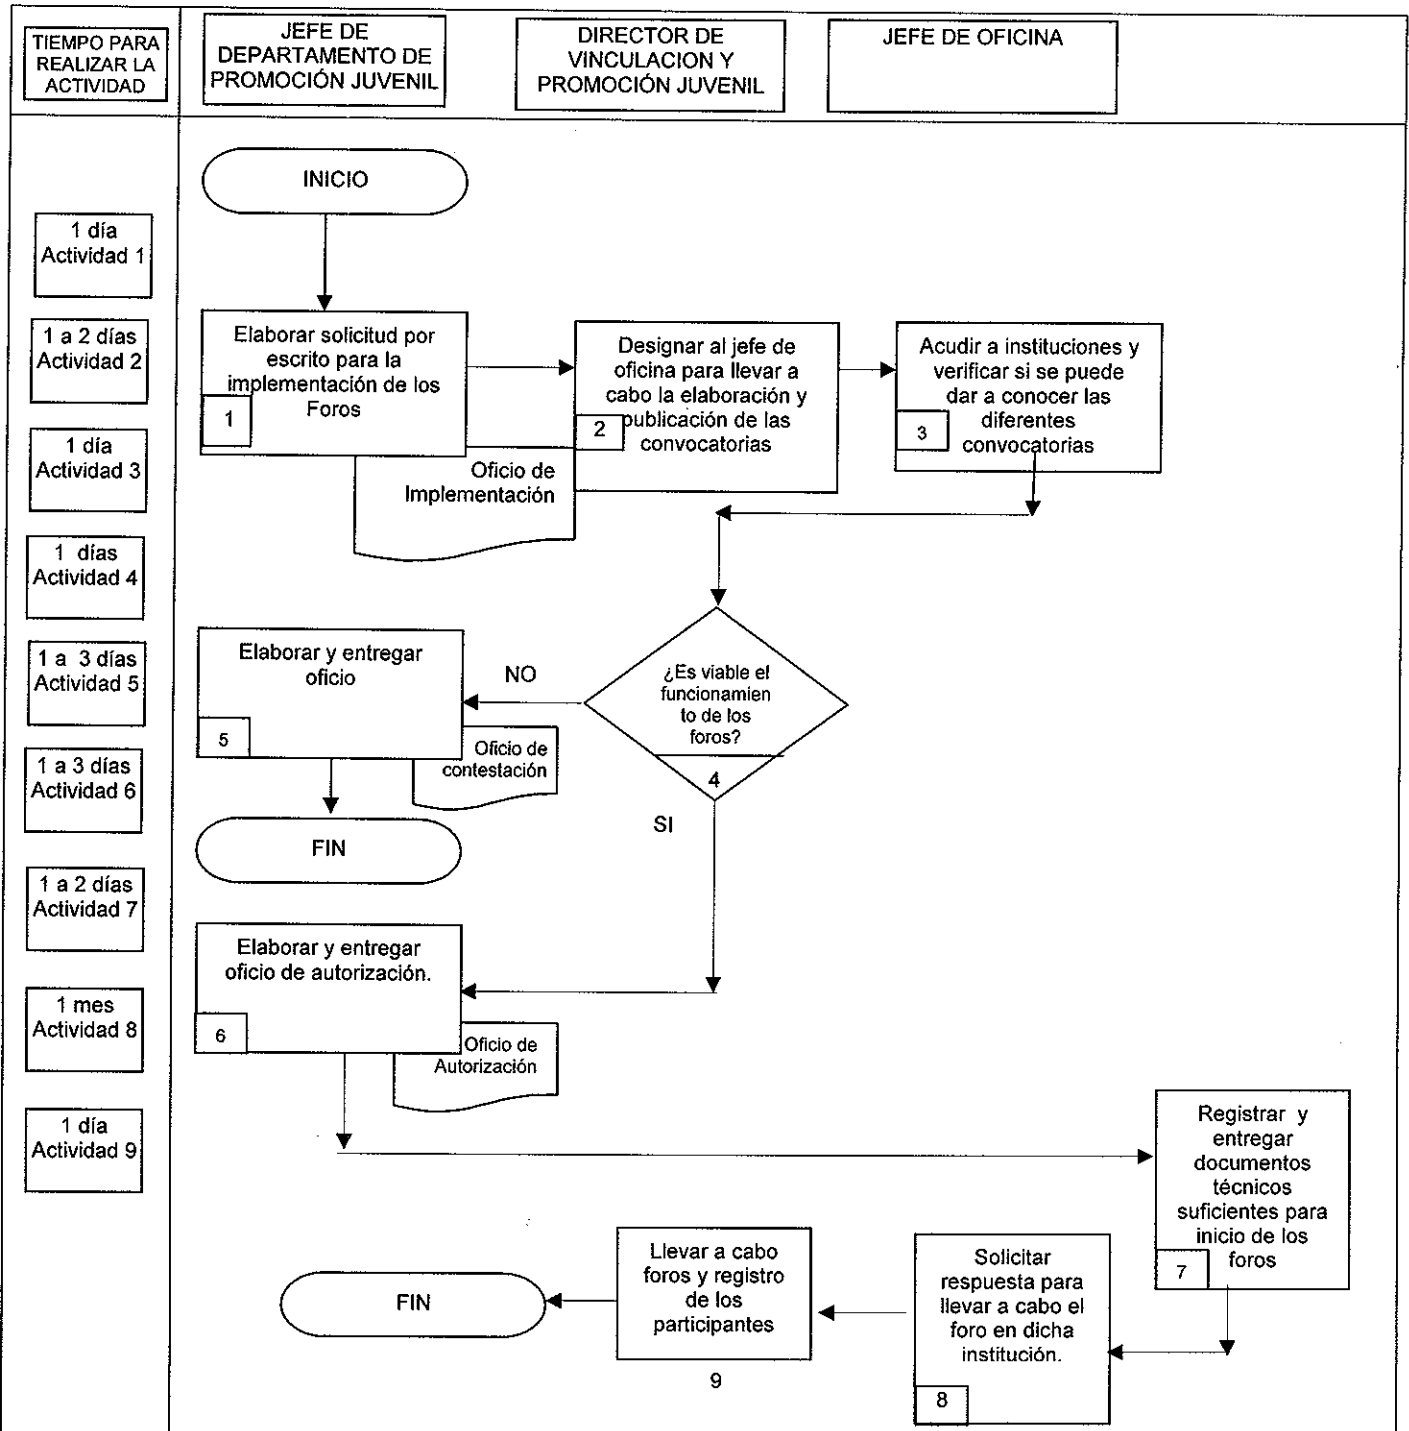 TIEMPO PARA
REALIZAR LA
ACTIVIDAD
JEFE DE
DEPARTAMENTO DE
PROMOCIÓN JUVENIL
DIRECTOR DE
VINCULACION Y
PROMOCIÓN JUVENIL
JEFE DE OFICINA
INICIO
1 día
Actividad 1
1 a 2 días
Actividad 2
1 día
Actividad 3
1 días
Actividad 4
1 a 3 días
Actividad 5
1 a 3 días
Actividad 6
1 a 2 días
Actividad 7
1 mes
Actividad 8
1 día
Actividad 9
Elaborar solicitud por
escrito para la
implementación de los
Foros
1
Oficio de
Implementación
Designar al jefe de
oficina para llevar a
cabo la elaboración y
publicación de las
convocatorias
2
Acudir a instituciones y
verificar si se puede
dar a conocer las
diferentes
convocatorias
3
¿Es viable el
funcionamien
to de los
foros?
4
NO
SI
Elaborar y entregar
oficio
5
Oficio de
contestación
FIN
Elaborar y entregar
oficio de autorización.
6
Oficio de
Autorización
Registrar y
entregar
documentos
técnicos
suficientes para
inicio de los
foros
7
Solicitar
respuesta para
llevar a cabo el
foro en dicha
institución.
8
Llevar a cabo
foros y registro
de los
participantes
9
FIN